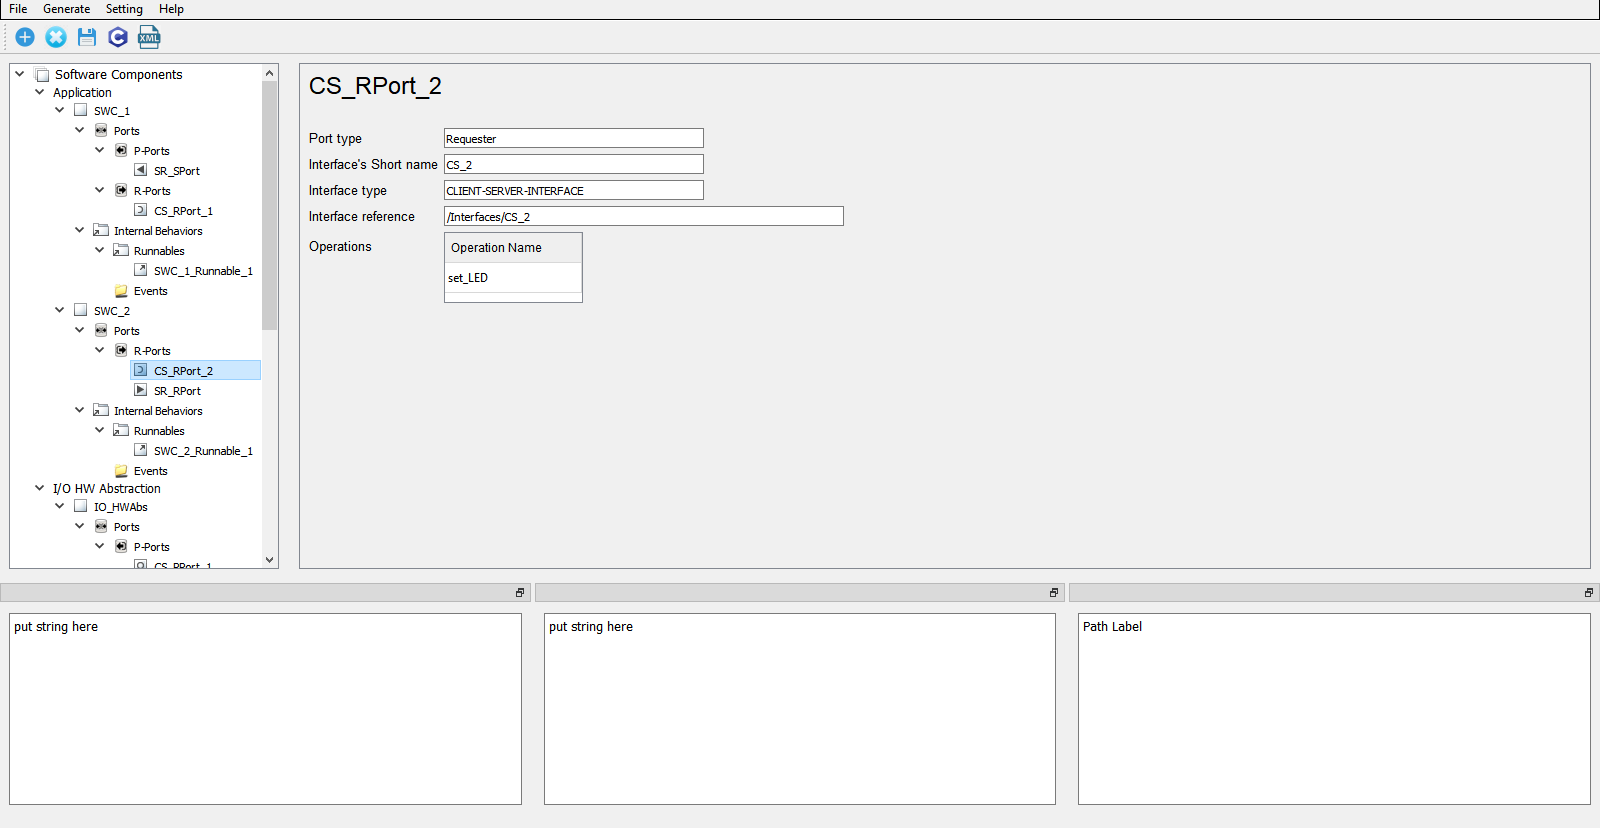 File Generate Setting Help
XML
Software Components
Application
SWC_1
Ports
P-Ports
SR_SPort
R-Ports
CS_RPort_1
Internal Behaviors
Runnables
SWC_1_Runnable_1
Events
SWC_2
Ports
R-Ports
CS_RPort_2
SR_RPort
Internal Behaviors
Runnables
SWC_2_Runnable_1
Events
I/O HW Abstraction
IO_HWAbs
Ports
P-Ports
CS_RPort_1
CS_RPort_2
Port type Requester
Interface's Short name CS_2
Interface type CLIENT-SERVER-INTERFACE
Interface reference /Interfaces/CS_2
Operations Operation Name
set_LED
put string here
put string here
Path Label